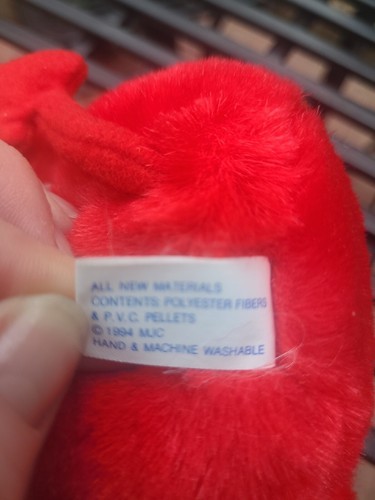 ALL NEW MATERIALS
CONTENTS: POLYESTER FIBERS
& P.V.C. PELLETS
© 1994 MJC
HAND & MACHINE WASHABLE